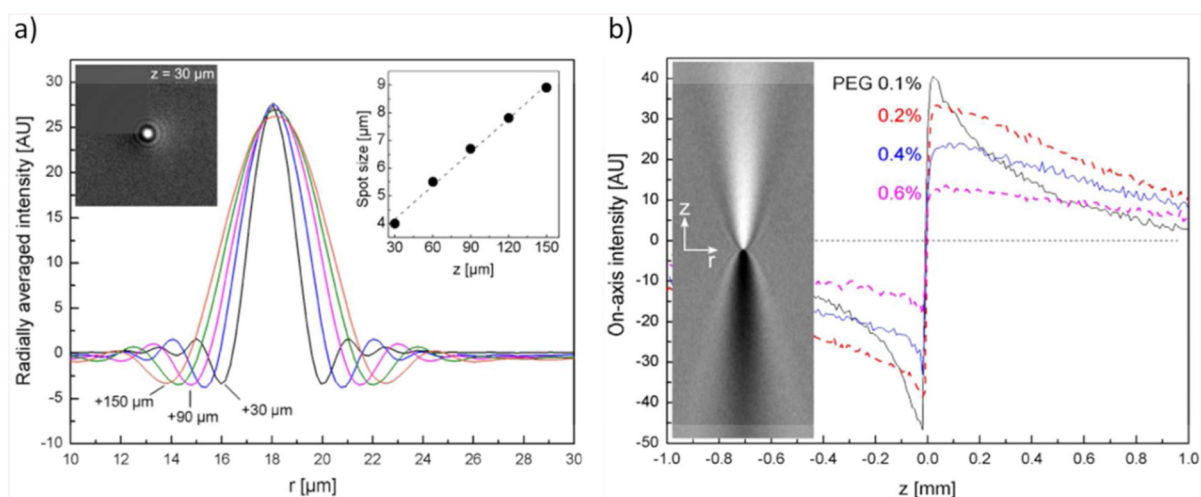 a)
z = 30 µm
Radially averaged intensity [AU]
30
25
20
15
10
5
0
-5
-10
10 12 14 16 18 20 22 24 26 28 30
r [µm]
+150 µm
+90 µm
+30 µm
Spot size [µm]
9
8
7
6
5
4
30 60 90 120 150
z [µm]
b)
On-axis intensity [AU]
40
30
20
10
0
-10
-20
-30
-40
-50
-1.0 -0.8 -0.6 -0.4 -0.2 0.0 0.2 0.4 0.6 0.8 1.0
z [mm]
z
r
PEG 0.1%
0.2%
0.4%
0.6%